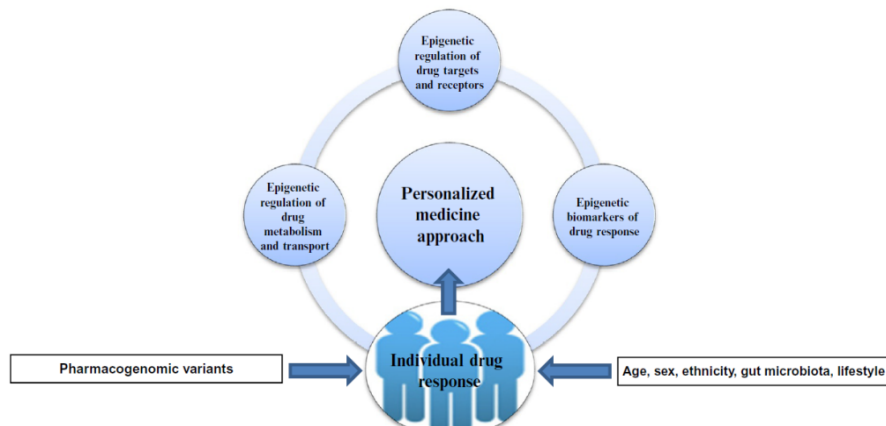 Epigenetic
regulation of
drug targets
and receptors
Epigenetic
regulation of
drug
metabolism
and transport
Personalized
medicine
approach
Epigenetic
biomarkers of
drug response
Pharmacogenomic variants
Individual drug
response
Age, sex, ethnicity, gut microbiota, lifestyle